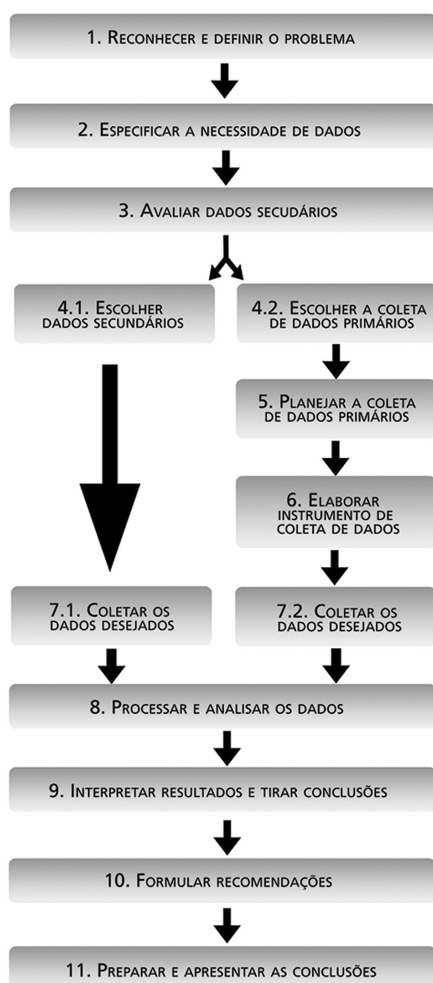 1. Reconhecer e definir o problema
2. Especificar a necessidade de dados
3. Avaliar dados secudários
4.1. Escolher
dados secundários
4.2. Escolher a coleta
de dados primários
5. Planejar a coleta
de dados primários
6. Elaborar
instrumento de
coleta de dados
7.1. Coletar os
dados desejados
7.2. Coletar os
dados desejados
8. Processar e analisar os dados
9. Interpretar resultados e tirar conclusões
10. Formular recomendações
11. Preparar e apresentar as conclusões